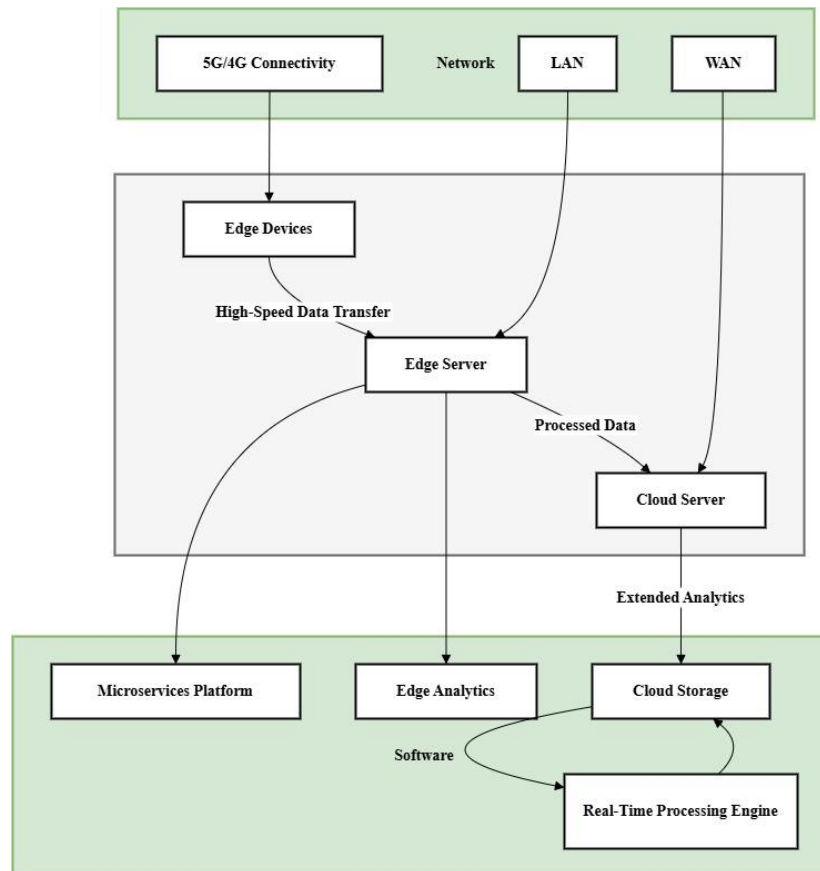 5G/4G Connectivity
Network
LAN
WAN
Edge Devices
High-Speed Data Transfer
Edge Server
Processed Data
Cloud Server
Extended Analytics
Microservices Platform
Edge Analytics
Cloud Storage
Software
Real-Time Processing Engine